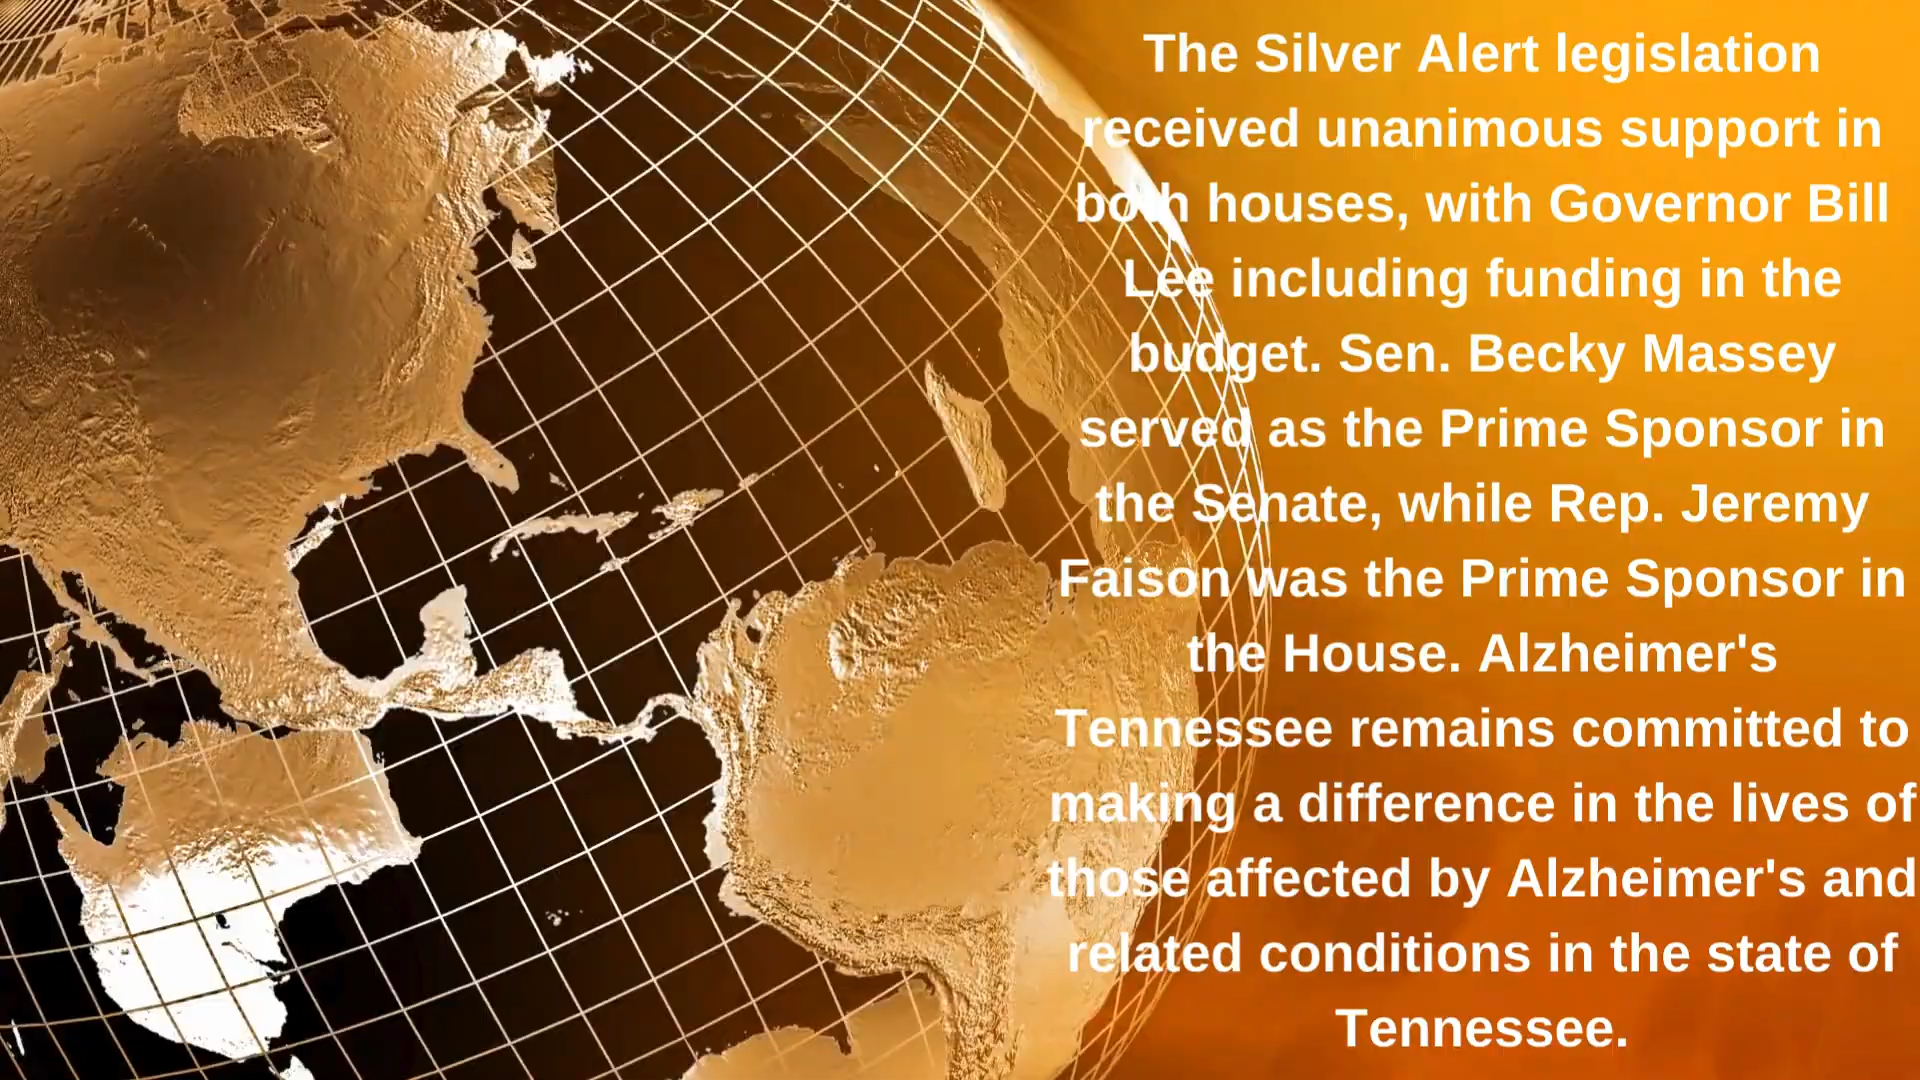 The Silver Alert legislation
received unanimous support in
both houses, with Governor Bill
Lee including funding in the
budget. Sen. Becky Massey
served as the Prime Sponsor in
the Senate, while Rep. Jeremy
Faison was the Prime Sponsor in
the House. Alzheimer's
Tennessee remains committed to
making a difference in the lives of
those affected by Alzheimer's and
related conditions in the state of
Tennessee.